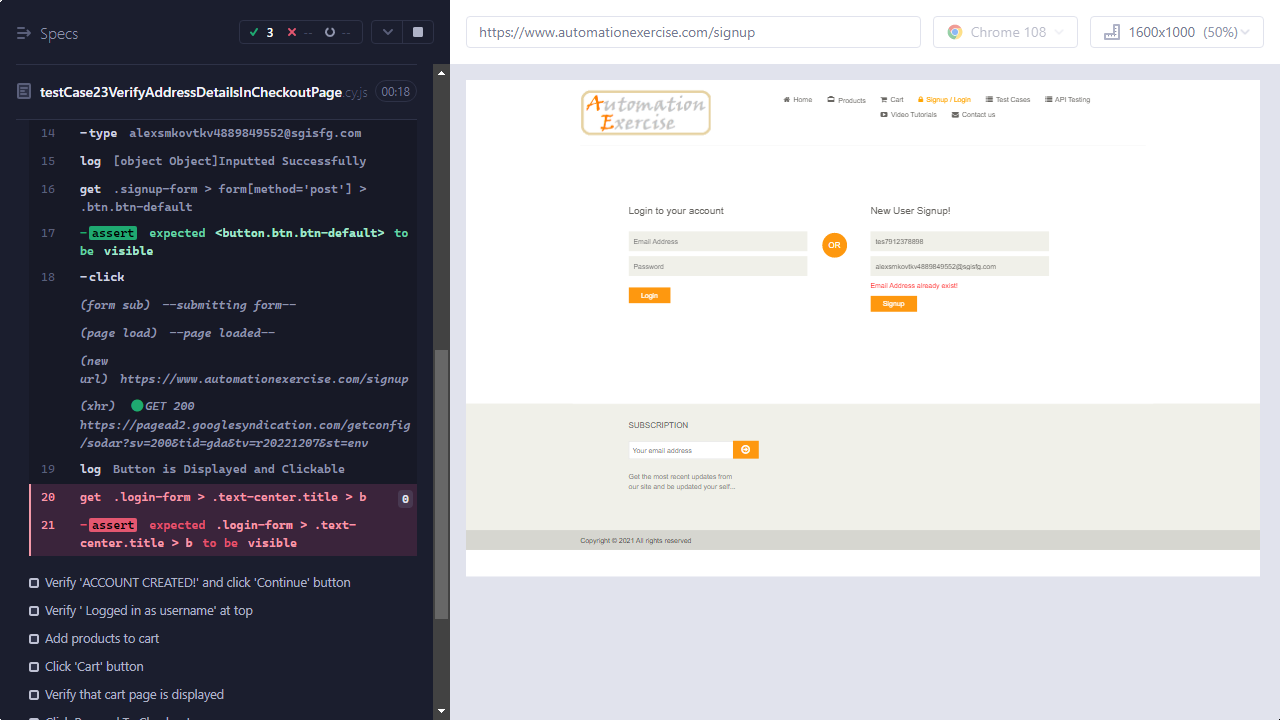 Specs
3
--
--
testCase23VerifyAddressDetailsInCheckoutPage.cy.js
00:18
14 -type alexsmkovtkv4889849552@sgisfg.com
15 log [object Object]Inputted Successfully
16 get .signup-form > form[method='post'] >
.btn.btn-default
17 -assert expected <button.btn.btn-default> to
be visible
18 -click
(form sub) --submitting form--
(page load) --page loaded--
(new
url) https://www.automationexercise.com/signup
(xhr) GET 200
https://pagead2.googlesyndication.com/getconfig
/sodar?sv=200&tid=gda&tv=r20221207&st=env
19 log Button is Displayed and Clickable
20 get .login-form > .text-center.title > b 0
21 -assert expected .login-form > .text-
center.title > b to be visible
Verify 'ACCOUNT CREATED!' and click 'Continue' button
Verify ' Logged in as username' at top
Add products to cart
Click 'Cart' button
Verify that cart page is displayed
https://www.automationexercise.com/signup
Chrome 108
1600x1000 (50%)
Automation
Exercise
Home
Products
Cart
Signup / Login
Test Cases
API Testing
Video Tutorials
Contact us
Login to your account
Email Address
Password
Login
OR
New User Signup!
tes7912378898
alexsmkovtkv4889849552@sgisfg.com
Email Address already exist!
Signup
SUBSCRIPTION
Your email address
Get the most recent updates from
our site and be updated your self...
Copyright © 2021 All rights reserved